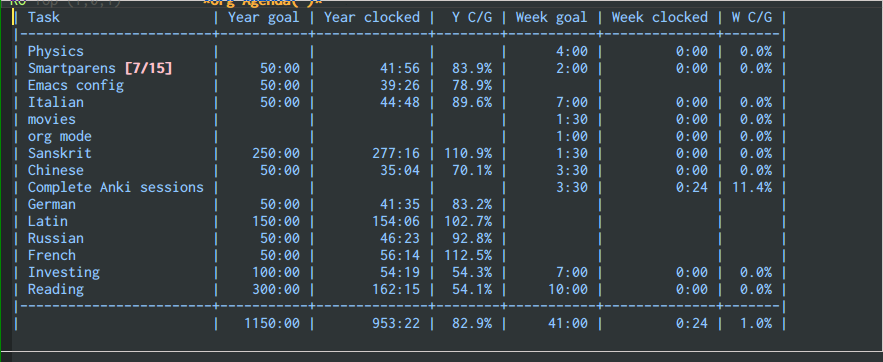 *Org Agenda( )*
| Task | Year goal | Year clocked | Y C/G | Week goal | Week clocked | W C/G |
|------------------------+-----------+--------------+--------+-----------+--------------+-------|
| Physics | | | | 4:00 | 0:00 | 0.0% |
| Smartparens [7/15] | 50:00 | 41:56 | 83.9% | 2:00 | 0:00 | 0.0% |
| Emacs config | 50:00 | 39:26 | 78.9% | | | |
| Italian | 50:00 | 44:48 | 89.6% | 7:00 | 0:00 | 0.0% |
| movies | | | | 1:30 | 0:00 | 0.0% |
| org mode | | | | 1:00 | 0:00 | 0.0% |
| Sanskrit | 250:00 | 277:16 | 110.9% | 1:30 | 0:00 | 0.0% |
| Chinese | 50:00 | 35:04 | 70.1% | 3:30 | 0:00 | 0.0% |
| Complete Anki sessions | | | | 3:30 | 0:24 | 11.4% |
| German | 50:00 | 41:35 | 83.2% | | | |
| Latin | 150:00 | 154:06 | 102.7% | | | |
| Russian | 50:00 | 46:23 | 92.8% | | | |
| French | 50:00 | 56:14 | 112.5% | | | |
| Investing | 100:00 | 54:19 | 54.3% | 7:00 | 0:00 | 0.0% |
| Reading | 300:00 | 162:15 | 54.1% | 10:00 | 0:00 | 0.0% |
|------------------------+-----------+--------------+--------+-----------+--------------+-------|
| | 1150:00 | 953:22 | 82.9% | 41:00 | 0:24 | 1.0% |